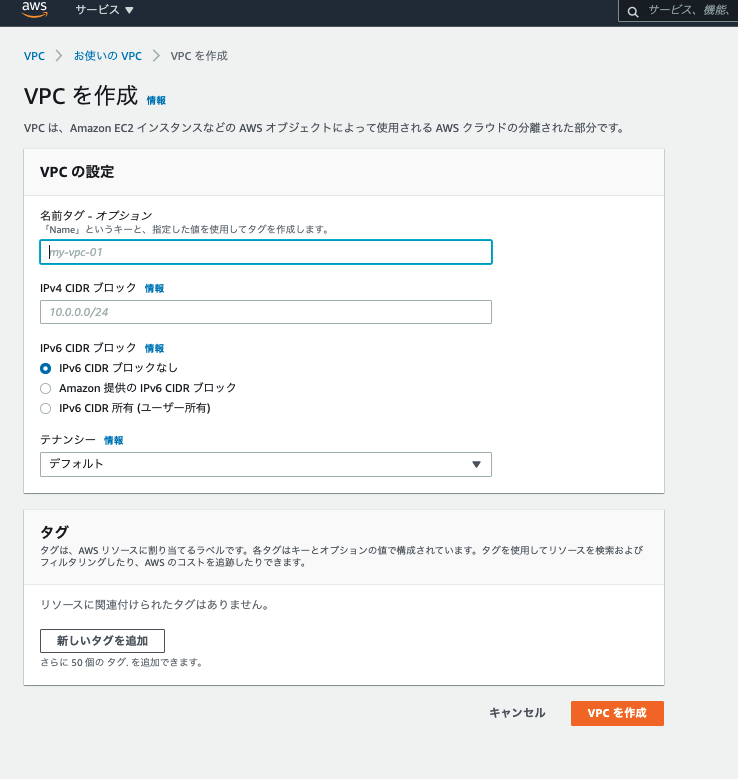 aws
サービス ▼
サービス、機能、
VPC > お使いの VPC > VPC を作成
VPC を作成 情報
VPC は、Amazon EC2 インスタンスなどの AWS オブジェクトによって使用される AWS クラウドの分離された部分です。
VPC の設定
名前タグ - オプション
「Name」というキーと、指定した値を使用してタグを作成します。
my-vpc-01
IPv4 CIDR ブロック 情報
10.0.0.0/24
IPv6 CIDR ブロック 情報
IPv6 CIDR ブロックなし
Amazon 提供の IPv6 CIDR ブロック
IPv6 CIDR 所有 (ユーザー所有)
テナンシー 情報
デフォルト
タグ
タグは、AWS リソースに割り当てるラベルです。各タグはキーとオプションの値で構成されています。タグを使用してリソースを検索および
フィルタリングしたり、AWS のコストを追跡したりできます。
リソースに関連付けられたタグはありません。
新しいタグを追加
さらに 50 個の タグ. を追加できます。
キャンセル
VPC を作成